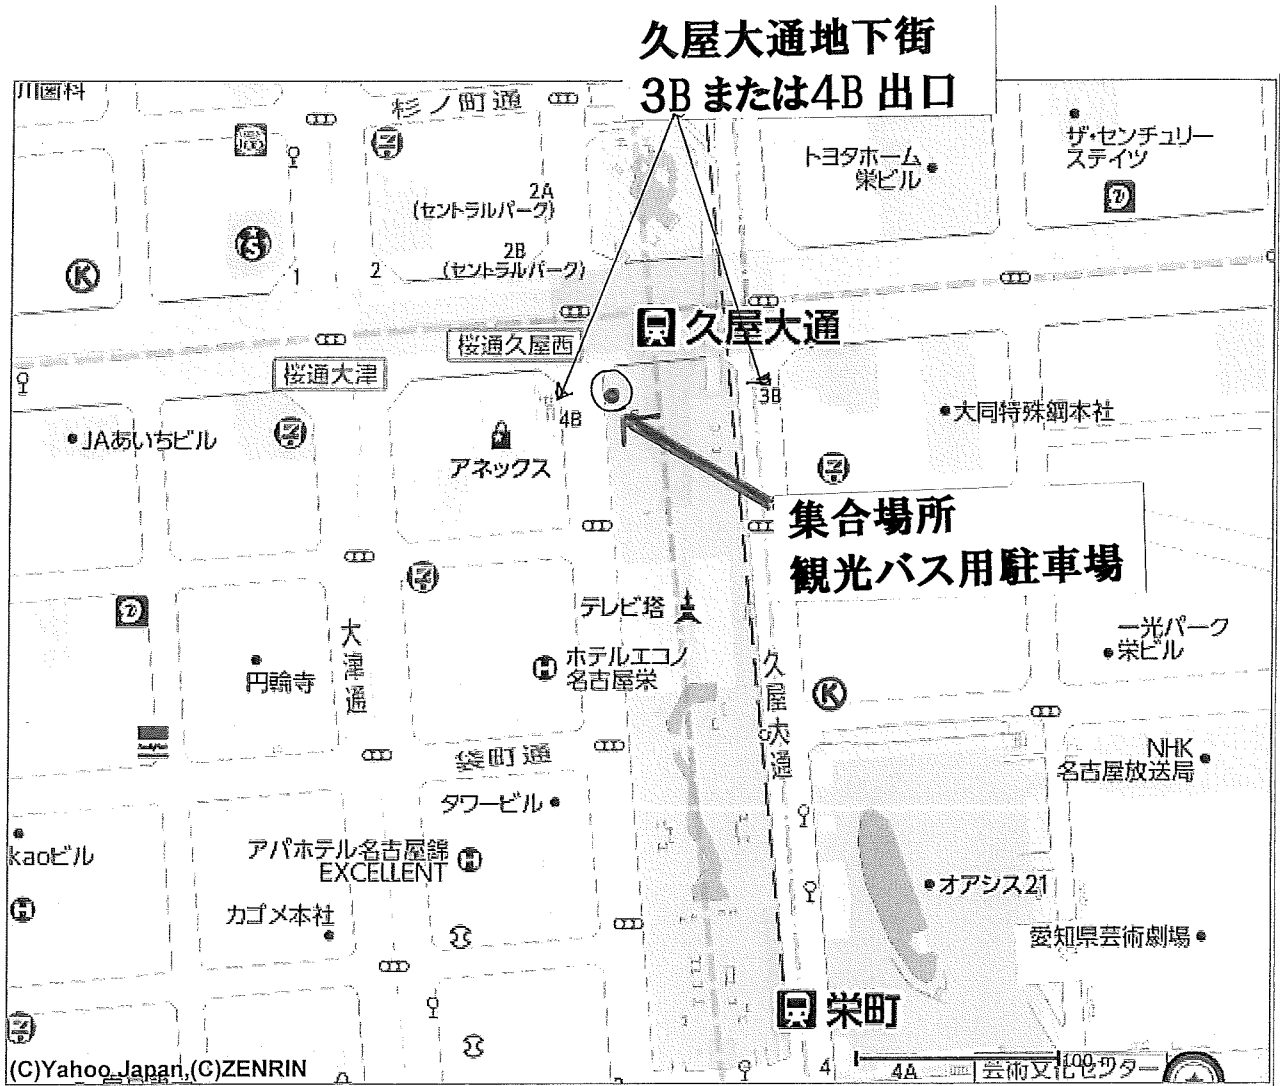 久屋大通地下街
3Bまたは4B 出口
川歯科
杉ノ町通
ザ・センチュリー
ステイツ
トヨタホーム
栄ビル
2A
(セントラルパーク)
2B
(セントラルパーク)
S
K
1
2
久屋大通
桜通久屋西
桜通大津
4B
3B
大同特殊鋼本社
JAあいちビル
アネックス
集合場所
観光バス用駐車場
テレビ塔
大津通
久屋大通
一光パーク
栄ビル
円輪寺
H
ホテルエコノ
名古屋栄
K
袋町通
NHK
名古屋放送局
タワービル
kaoビル
アパホテル名古屋錦
EXCELLENT
H
オアシス21
H
カゴメ本社
愛知県芸術劇場
栄町
(C)Yahoo Japan,(C)ZENRIN
4
4A
100m
芸術文化センター